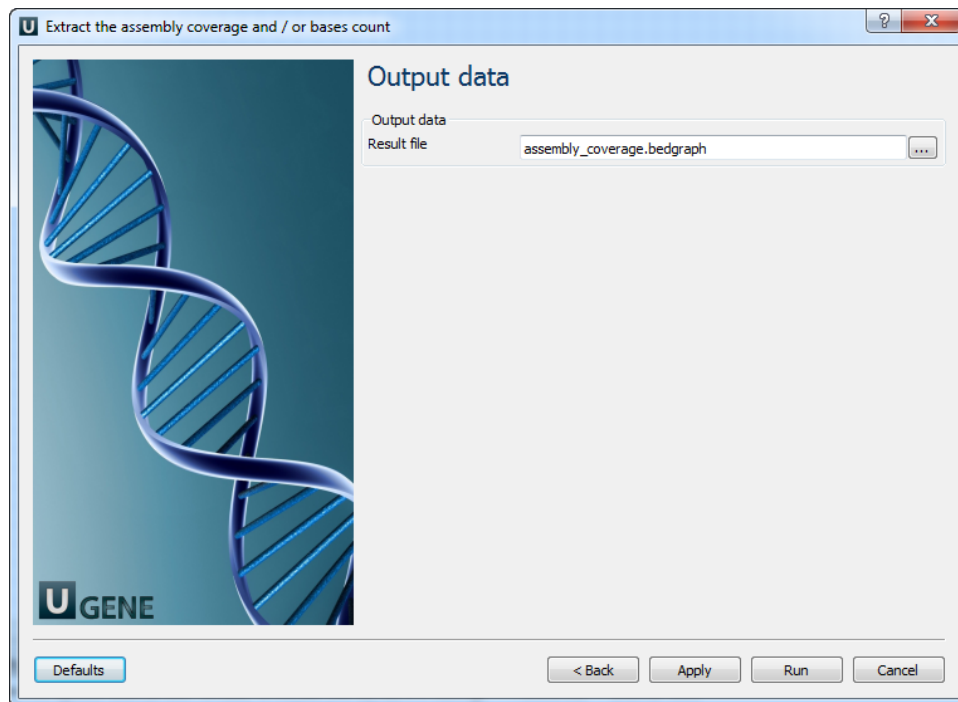 U Extract the assembly coverage and / or bases count
?
Output data
Output data
Result file
assembly_coverage.bedgraph
...
U GENE
Defaults
< Back
Apply
Run
Cancel